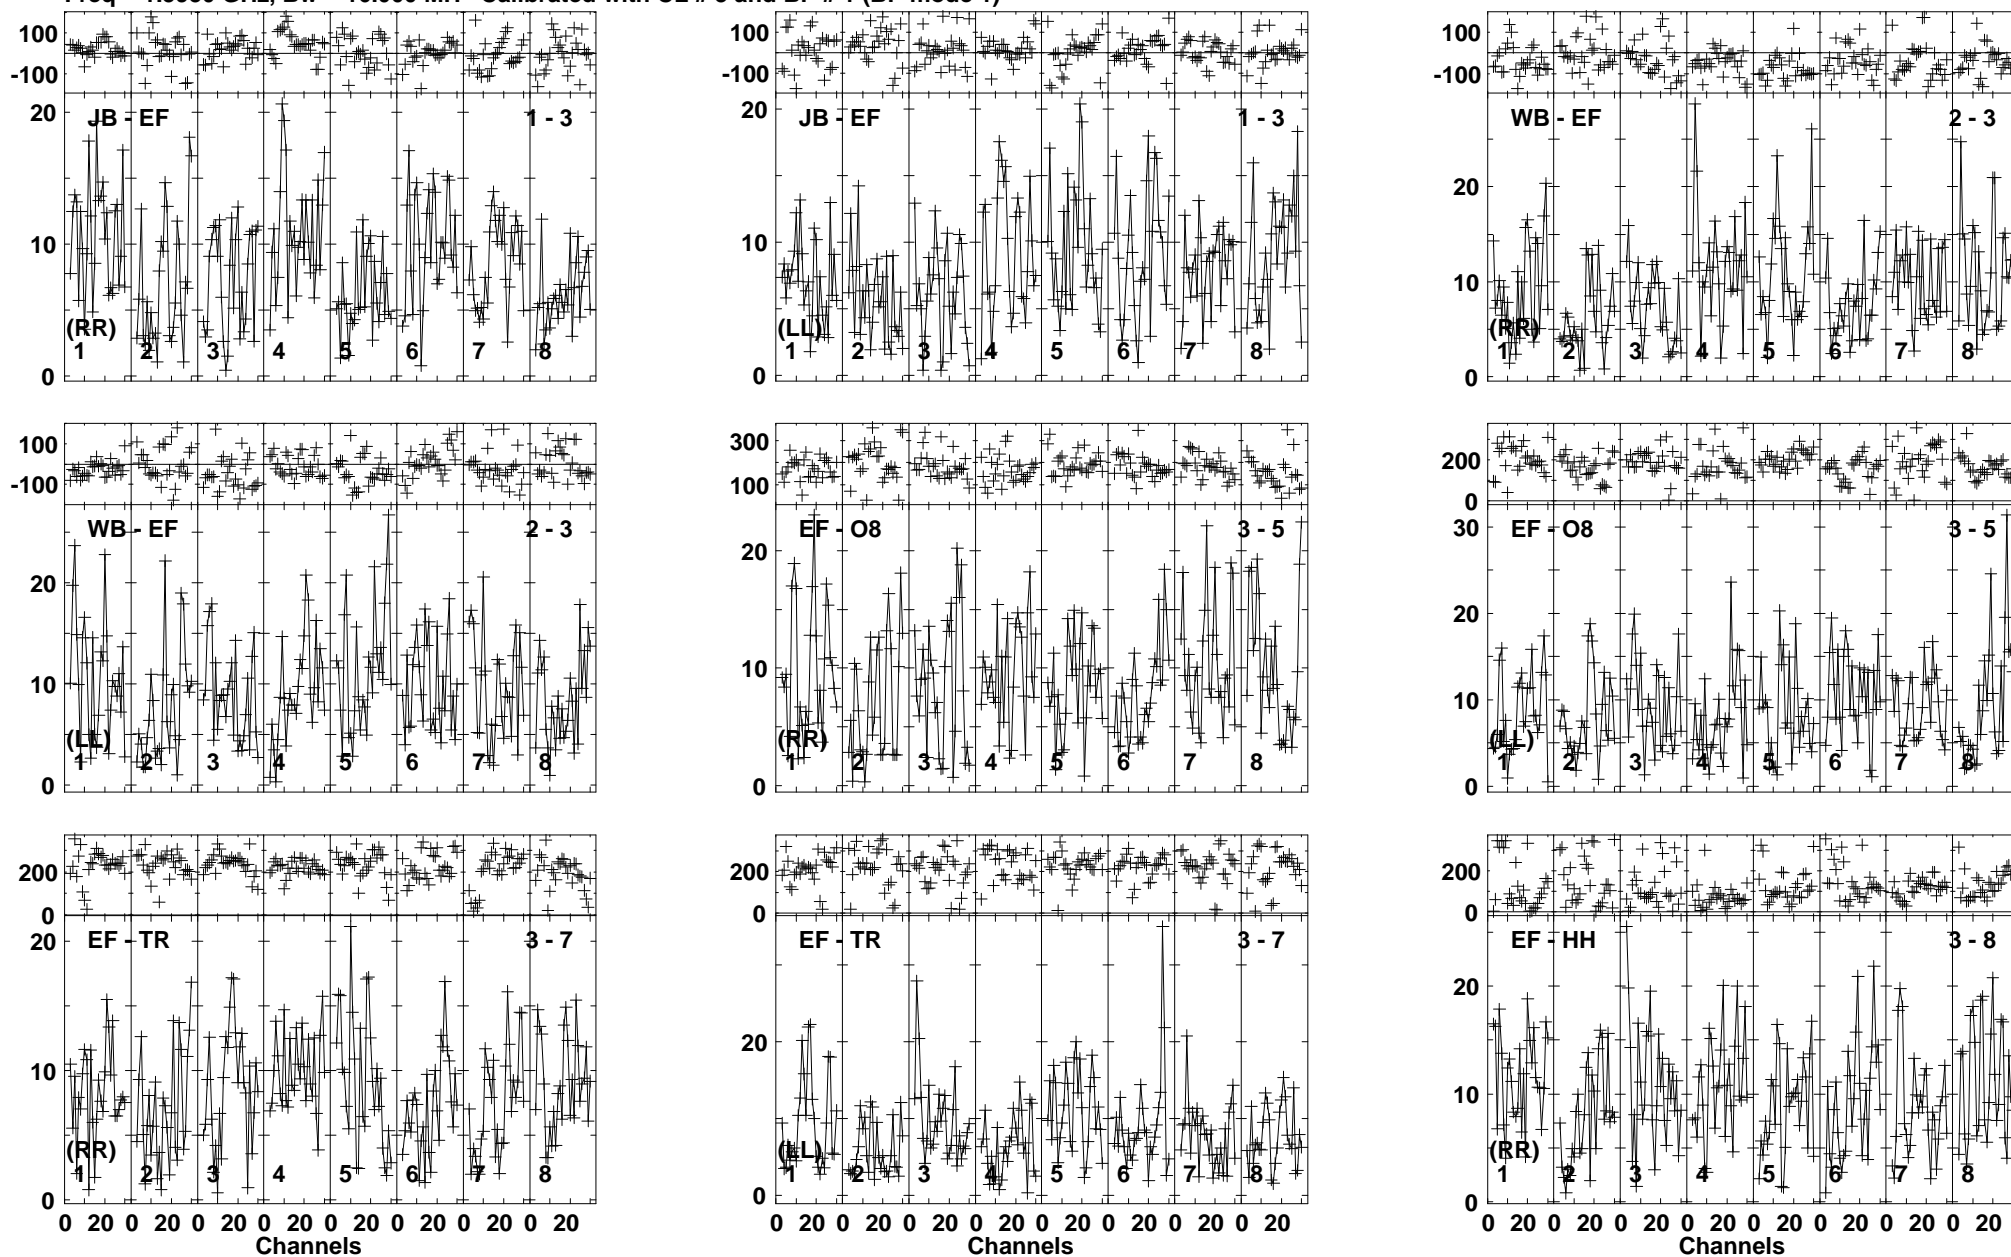 100 -100 100 -100 100 -100
20 JB - EF 1 - 3 20 JB - EF 1 - 3 WB - EF 2 - 3
20
10 10 10
(RR) (LL) (RR)
1 2 3 4 5 6 7 8 1 2 3 4 5 6 7 8 1 2 3 4 5 6 7 8
0 0 0
100 -100 300 100 200 0
WB - EF 2 - 3 EF - O8 3 - 5 30 EF - O8 3 - 5
20 20 20
10 10 10
(LL) (RR) (LL)
1 2 3 4 5 6 7 8 1 2 3 4 5 6 7 8 1 2 3 4 5 6 7 8
0 0 0
200 0 200 0 200 0
20 EF - TR 3 - 7 EF - TR 3 - 7 EF - HH 3 - 8
20 20
10 10
(RR) (LL) (RR)
1 2 3 4 5 6 7 8 1 2 3 4 5 6 7 8 1 2 3 4 5 6 7 8
0 0 0
0 20 0 20 0 20 0 20 0 20 0 20 0 20 0 20 0 20 0 20 0 20 0 20 0 20 0 20 0 20 0 20 0 20 0 20 0 20 0 20 0 20 0 20 0 20 0 20
Channels Channels Channels